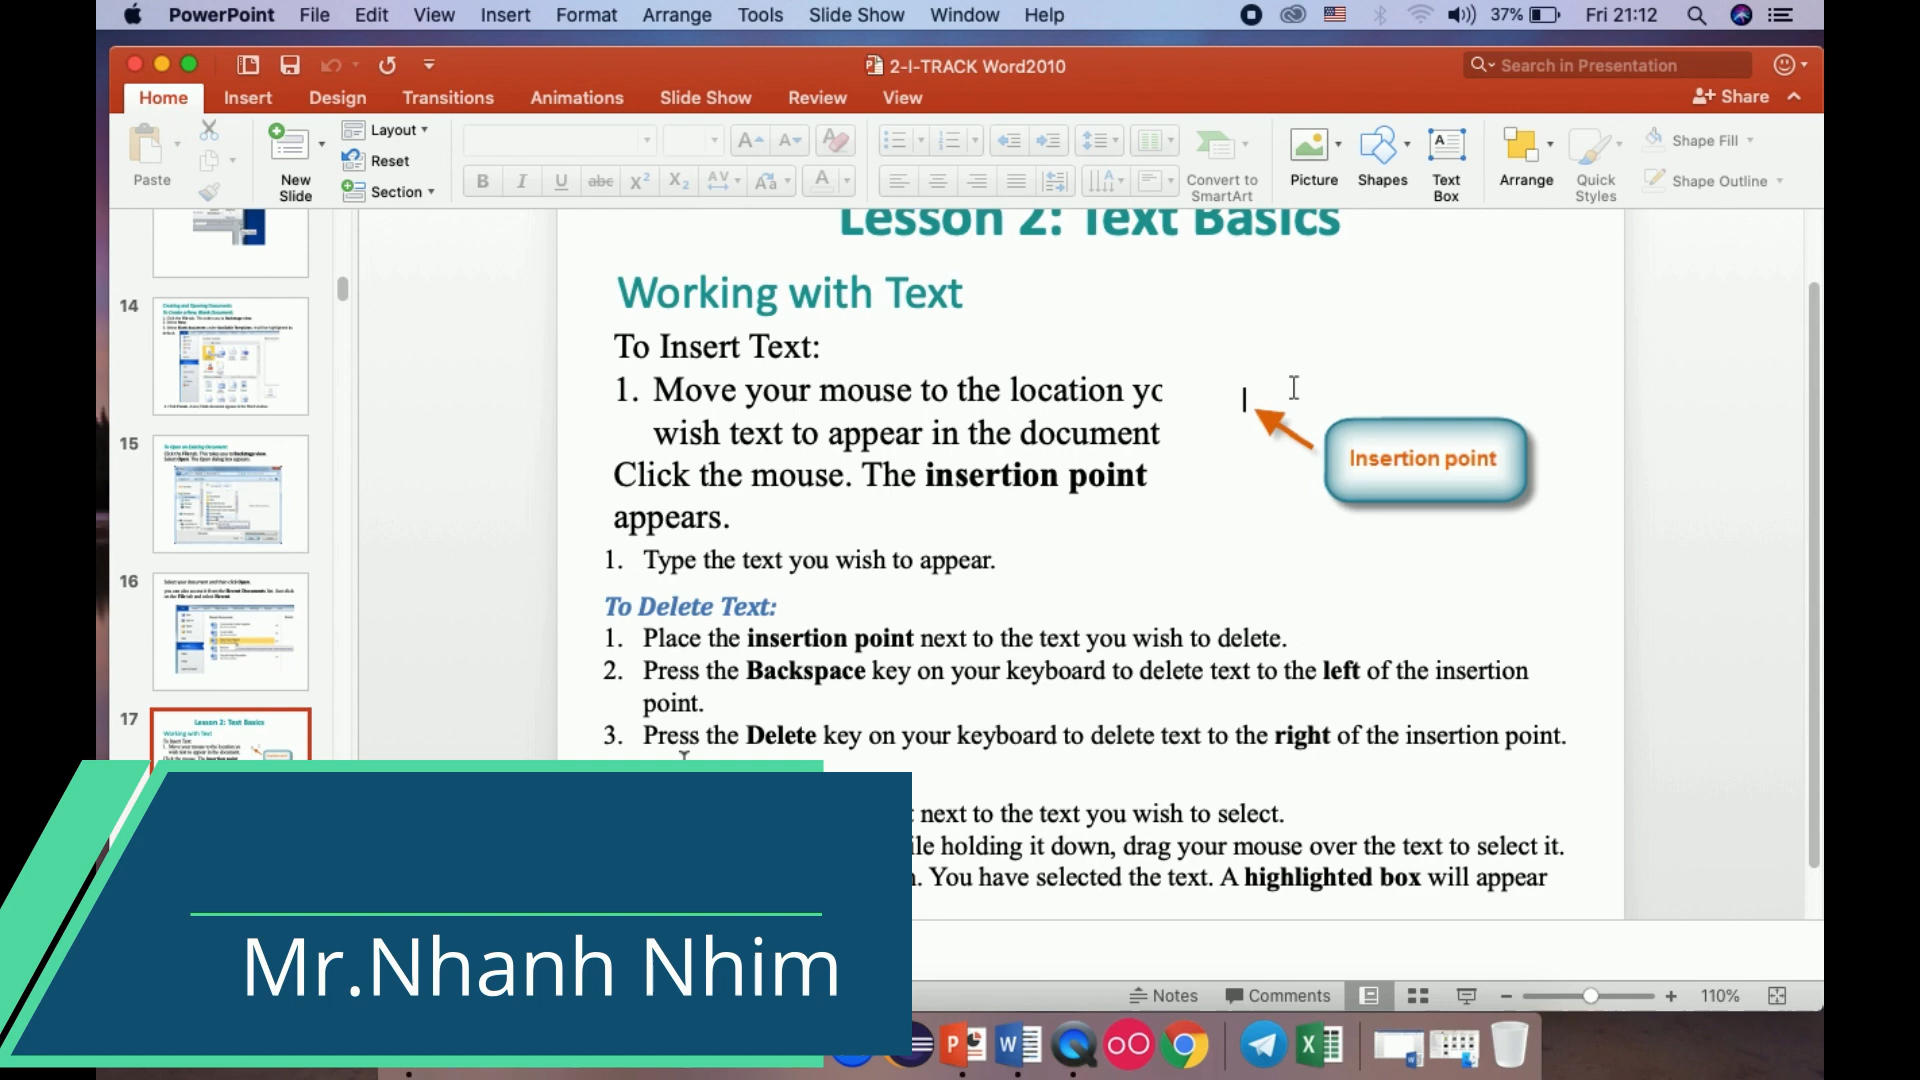 PowerPoint File Edit View Insert Format Arrange Tools Slide Show Window Help 37% Fri 21:12
2-I-TRACK Word2010 Search in Presentation
Home Insert Design Transitions Animations Slide Show Review View Share
Paste
New Slide
Layout
Reset
Section
B I U abc X² X₂ AV Aa A
Convert to SmartArt
Picture
Shapes
Text Box
Arrange
Quick Styles
Shape Fill
Shape Outline
14
15
16
17
Lesson 2: Text Basics
Working with Text
To Insert Text:
1. Move your mouse to the location yo
wish text to appear in the document
Click the mouse. The insertion point
appears.
Insertion point
1. Type the text you wish to appear.
To Delete Text:
1. Place the insertion point next to the text you wish to delete.
2. Press the Backspace key on your keyboard to delete text to the left of the insertion
point.
3. Press the Delete key on your keyboard to delete text to the right of the insertion point.
next to the text you wish to select.
holding it down, drag your mouse over the text to select it.
You have selected the text. A highlighted box will appear
Mr.Nhanh Nhim
Notes Comments 110%